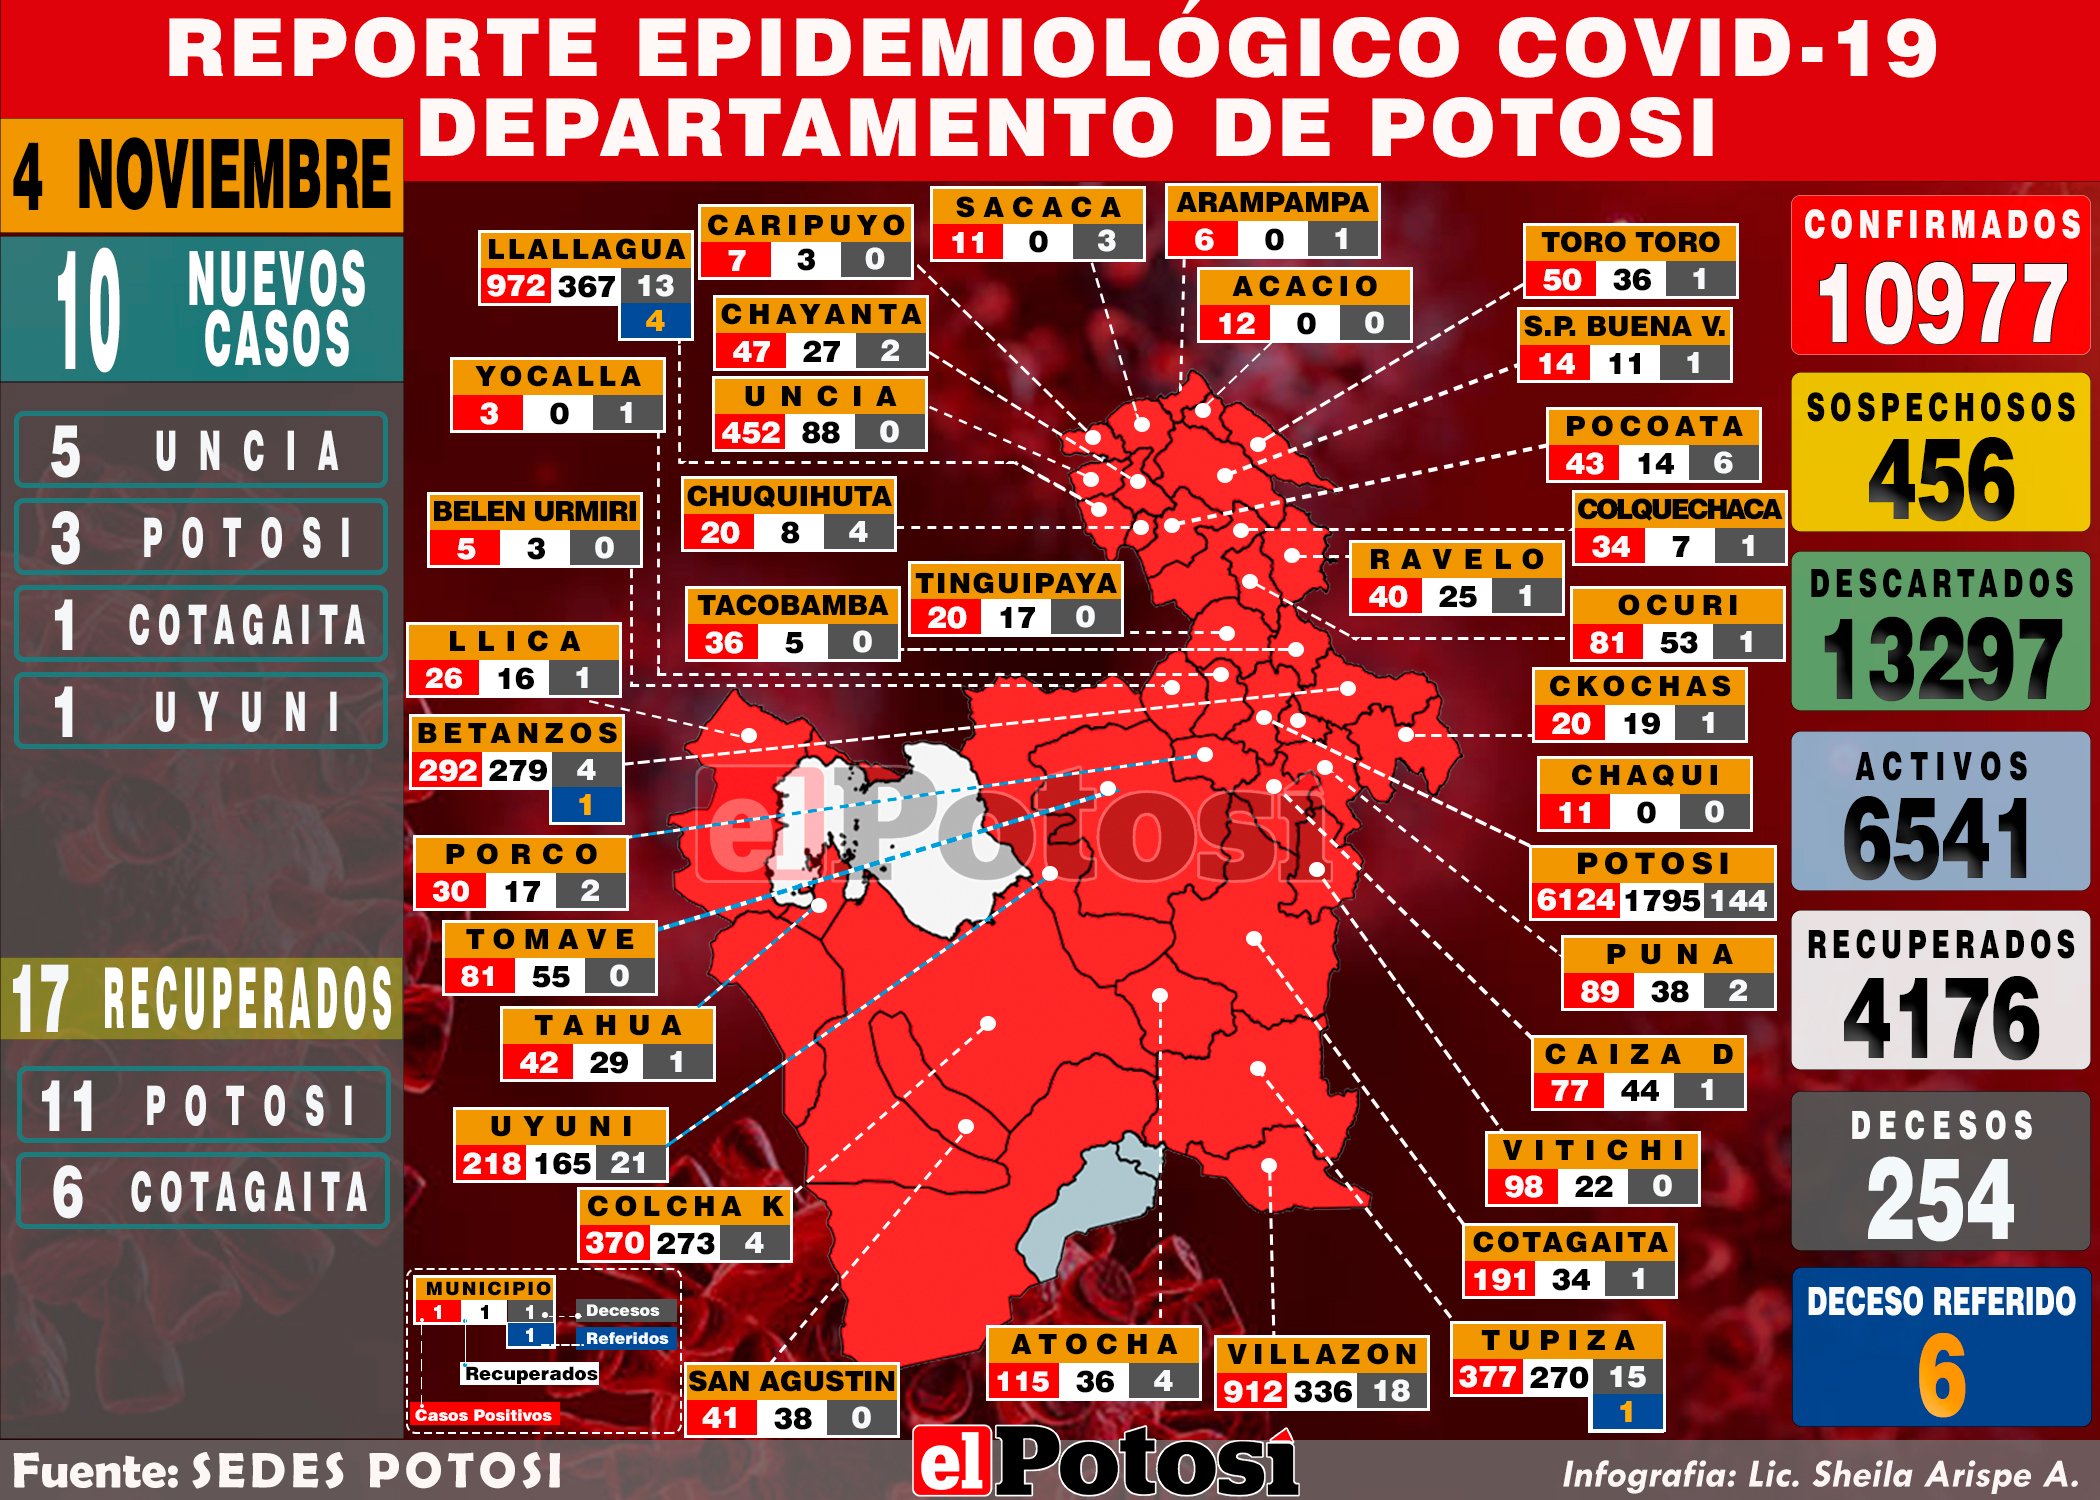 REPORTE EPIDEMIOLÓGICO COVID-19
DEPARTAMENTO DE POTOSI
4 NOVIEMBRE
10 NUEVOS
CASOS
5 UNCIA
3 POTOSI
1 COTAGAITA
1 UYUNI
17 RECUPERADOS
11 POTOSI
6 COTAGAITA
LLALLAGUA
972 367 13
4
CARIPUYO
7 3 0
SACACA
11 0 3
ARAMPAMPA
6 0 1
ACACIO
12 0 0
TORO TORO
50 36 1
CHAYANTA
47 27 2
S.P. BUENA V.
14 11 1
YOCALLA
3 0 1
UNCIA
452 88 0
POCOATA
43 14 6
BELEN URMIRI
5 3 0
CHUQUIHUTA
20 8 4
COLQUECHACA
34 7 1
RAVELO
40 25 1
TINGUIPAYA
20 17 0
TACOBAMBA
36 5 0
OCURI
81 53 1
LLICA
26 16 1
CKOCHAS
20 19 1
BETANZOS
292 279 4
1
CHAQUI
11 0 0
PORCO
30 17 2
POTOSI
6124 1795 144
TOMAVE
81 55 0
PUNA
89 38 2
TAHUA
42 29 1
CAIZA D
77 44 1
UYUNI
218 165 21
VITICHI
98 22 0
COLCHA K
370 273 4
COTAGAITA
191 34 1
SAN AGUSTIN
41 38 0
ATOCHA
115 36 4
VILLAZON
912 336 18
TUPIZA
377 270 15
1
MUNICIPIO
1 1 1 Decesos
1 Referidos
Recuperados
Casos Positivos
el Potosí
CONFIRMADOS
10977
SOSPECHOSOS
456
DESCARTADOS
13297
ACTIVOS
6541
RECUPERADOS
4176
DECESOS
254
DECESO REFERIDO
6
Fuente: SEDES POTOSI
el Potosí
Infografia: Lic. Sheila Arispe A.